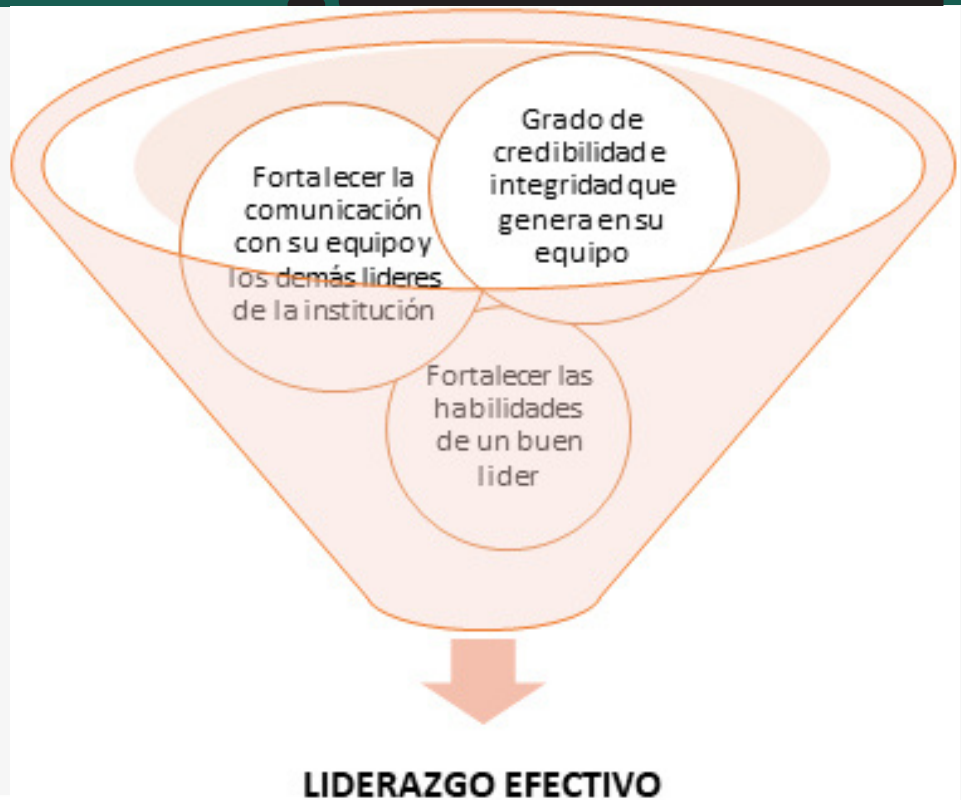 Fortalecer la
comunicación
con su equipo y
los demás lideres
de la institución
Grado de
credibilidad e
integridad que
genera en su
equipo
Fortalecer las
habilidades
de un buen
lider
LIDERAZGO EFECTIVO